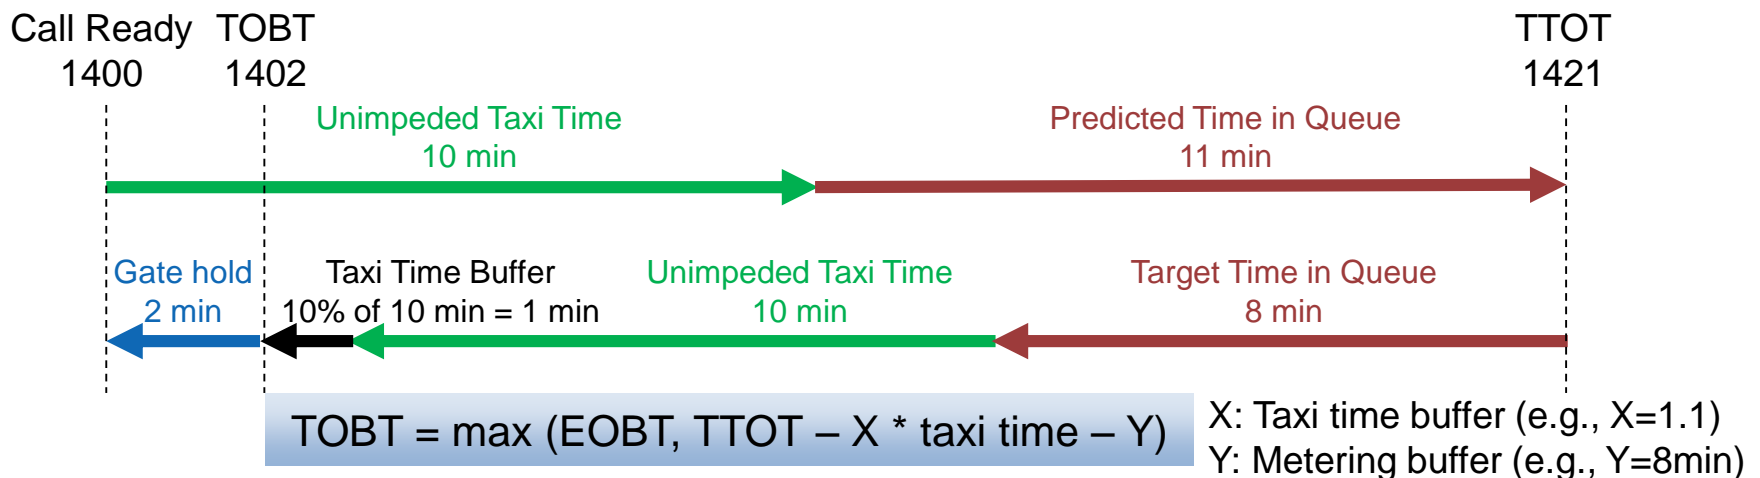 Call Ready
1400
TOBT
1402
TTOT
1421
Unimpeded Taxi Time
10 min
Predicted Time in Queue
11 min
Gate hold
2 min
Taxi Time Buffer
10% of 10 min = 1 min
Unimpeded Taxi Time
10 min
Target Time in Queue
8 min
TOBT = max (EOBT, TTOT – X * taxi time – Y)
X: Taxi time buffer (e.g., X=1.1)
Y: Metering buffer (e.g., Y=8min)